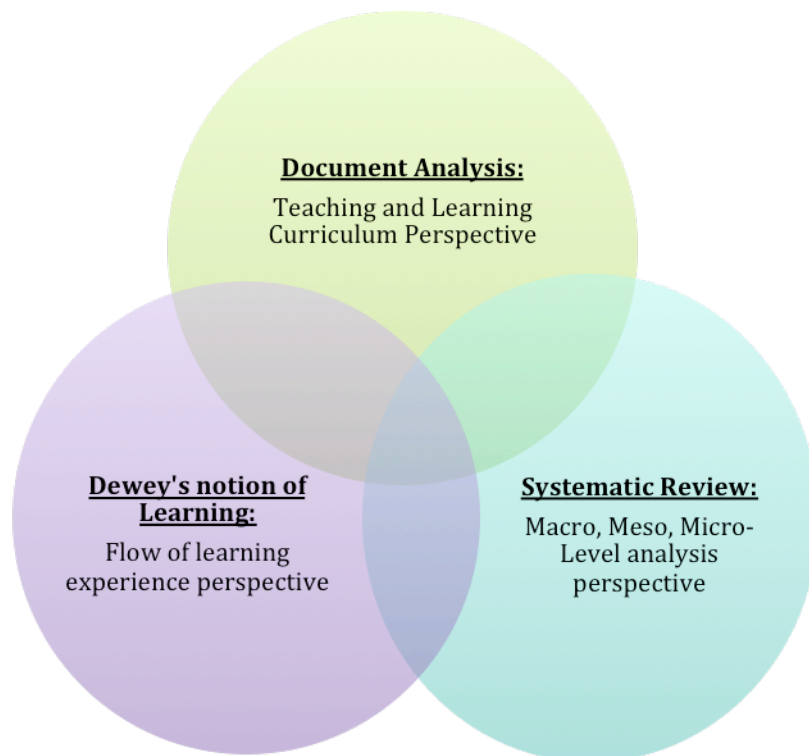 Document Analysis:
Teaching and Learning
Curriculum Perspective
Dewey's notion of
Learning:
Flow of learning
experience perspective
Systematic Review:
Macro, Meso, Micro-
Level analysis
perspective